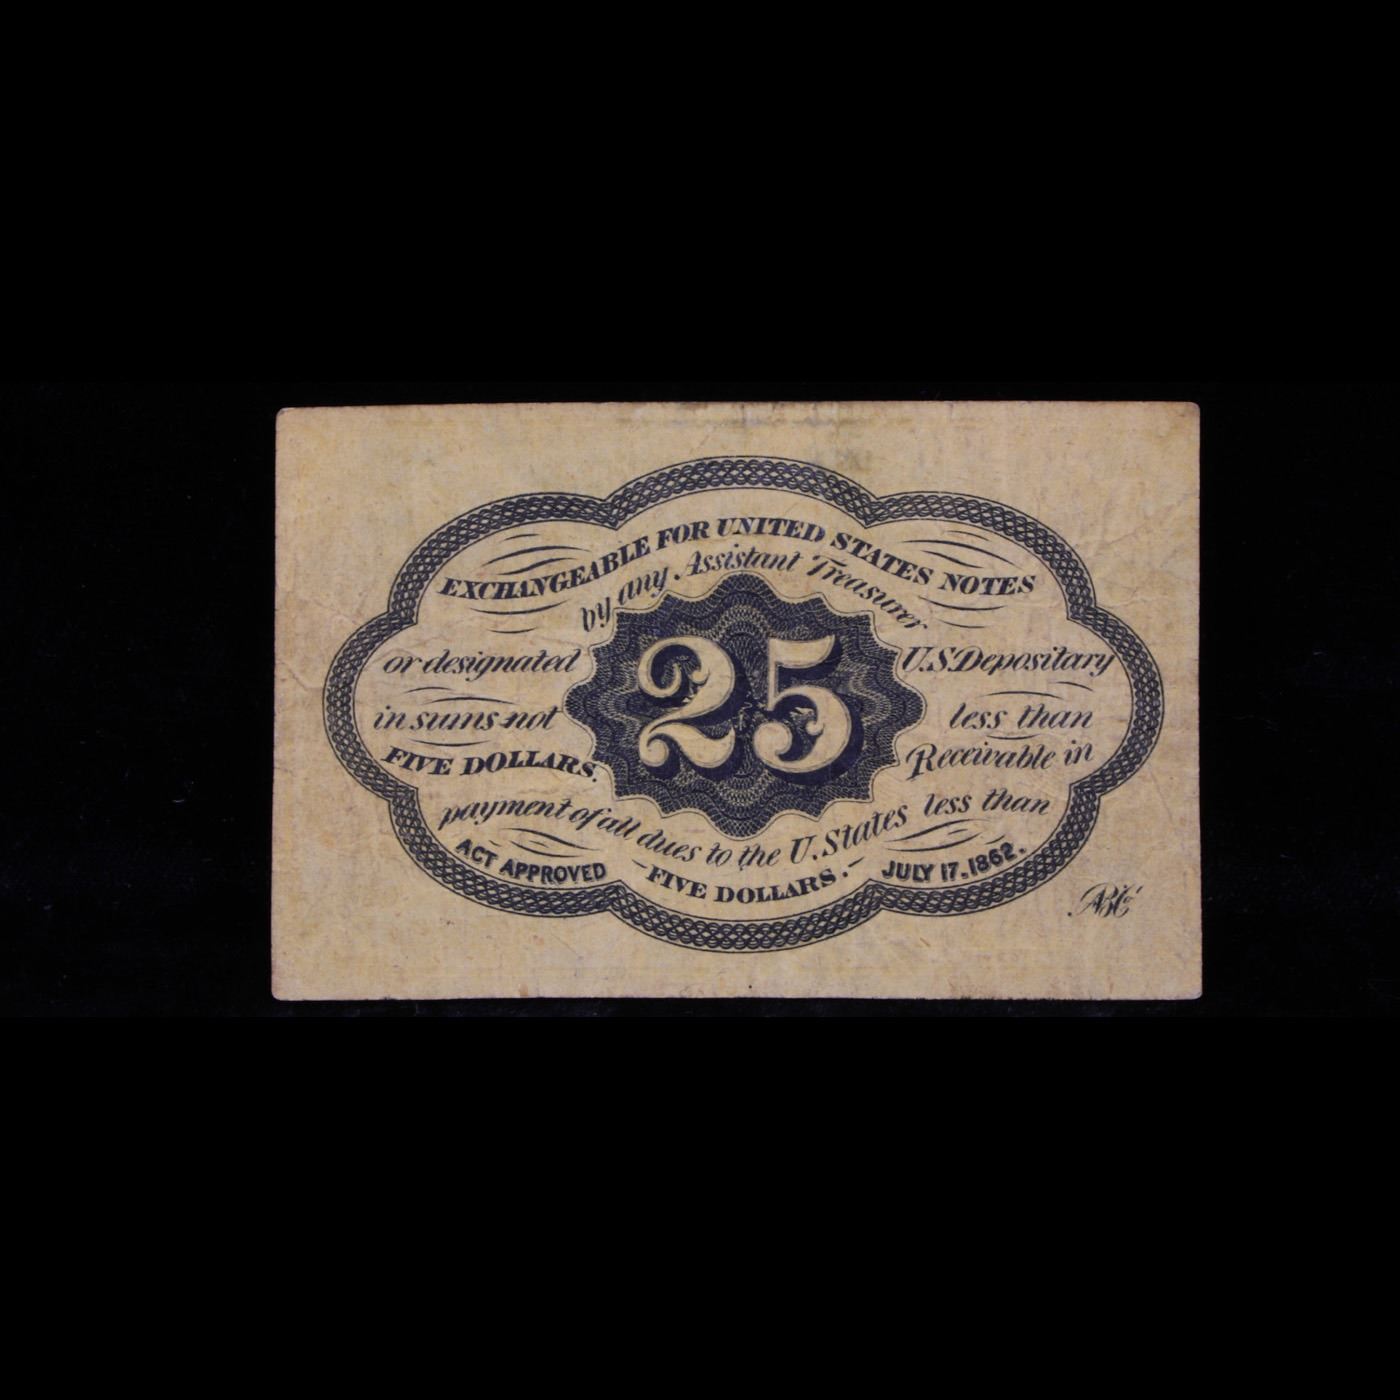 EXCHANGEABLE FOR UNITED STATES NOTES
by any Assistant Treasurer
or designated U.S. Depositary
in sums not less than
FIVE DOLLARS. Receivable in
payment of all dues to the U. States less than
FIVE DOLLARS.
ACT APPROVED JULY 17, 1862.
25
ABCo